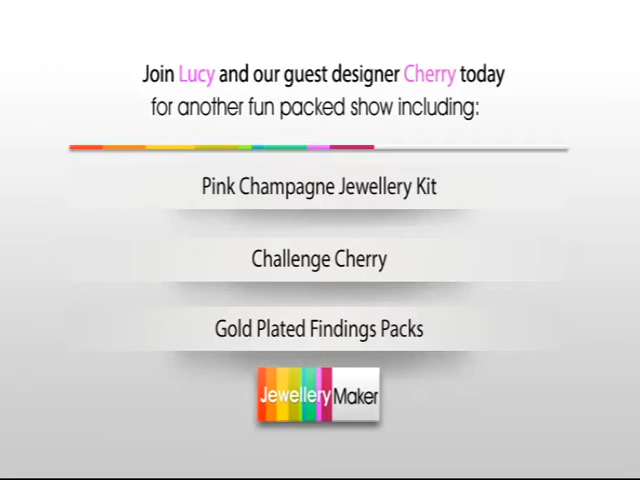 Join Lucy and our guest designer Cherry today
for another fun packed show including:
Pink Champagne Jewellery Kit
Challenge Cherry
Gold Plated Findings Packs
JewelleryMaker